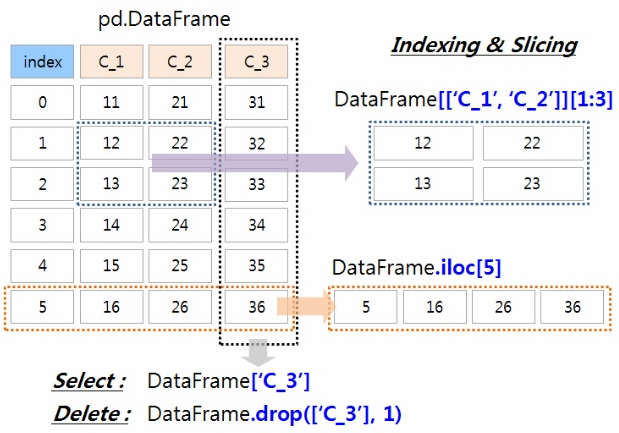 pd.DataFrame
index C_1 C_2 C_3
0 11 21 31
1 12 22 32
2 13 23 33
3 14 24 34
4 15 25 35
5 16 26 36
Indexing & Slicing
DataFrame[[‘C_1’, ‘C_2’]][1:3]
12 22
13 23
DataFrame.iloc[5]
5 16 26 36
Select : DataFrame[‘C_3’]
Delete : DataFrame.drop([‘C_3’], 1)